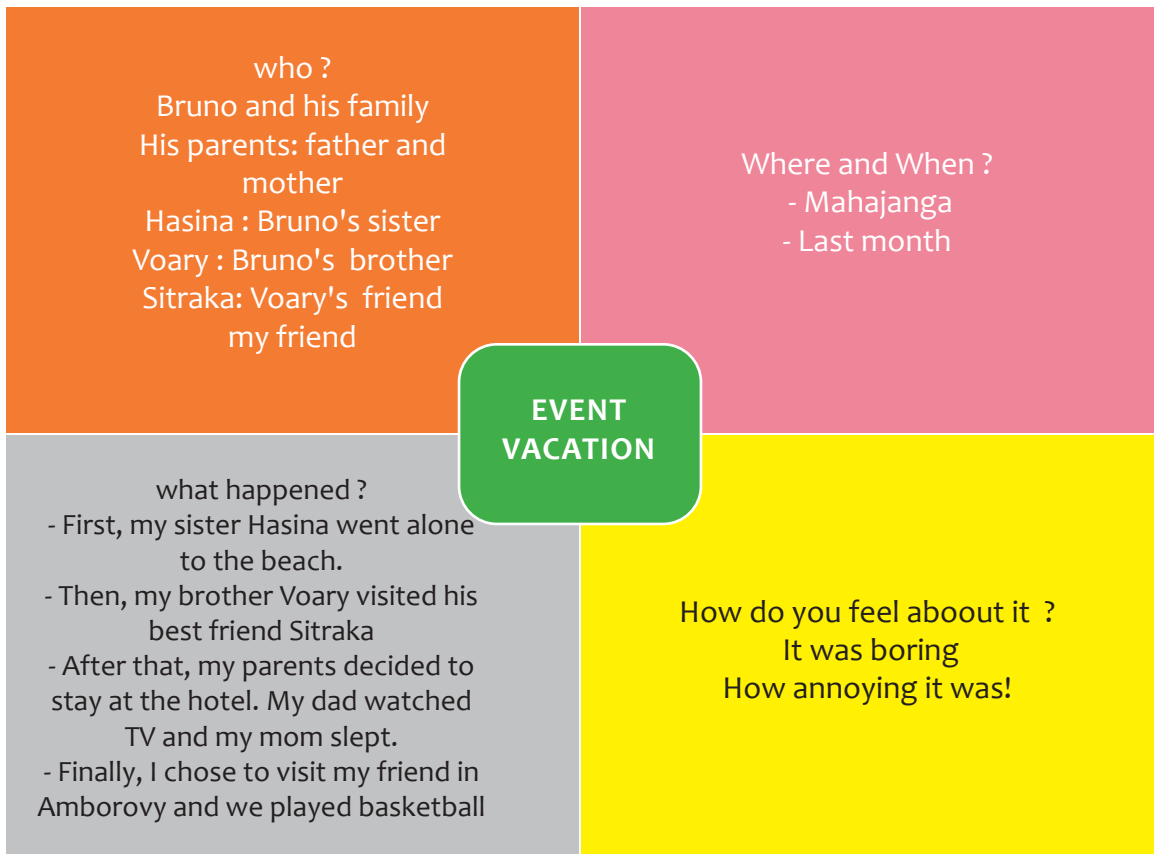 who ?
Bruno and his family
His parents: father and
mother
Hasina : Bruno's sister
Voary : Bruno's  brother
Sitraka: Voary's  friend
my friend
Where and When ?
- Mahajanga
- Last month
EVENT
VACATION
what happened ?
- First, my sister Hasina went alone
to the beach.
- Then, my brother Voary visited his
best friend Sitraka
- After that, my parents decided to
stay at the hotel. My dad watched
TV and my mom slept.
- Finally, I chose to visit my friend in
Amborovy and we played basketball
How do you feel aboout it  ?
It was boring
How annoying it was!